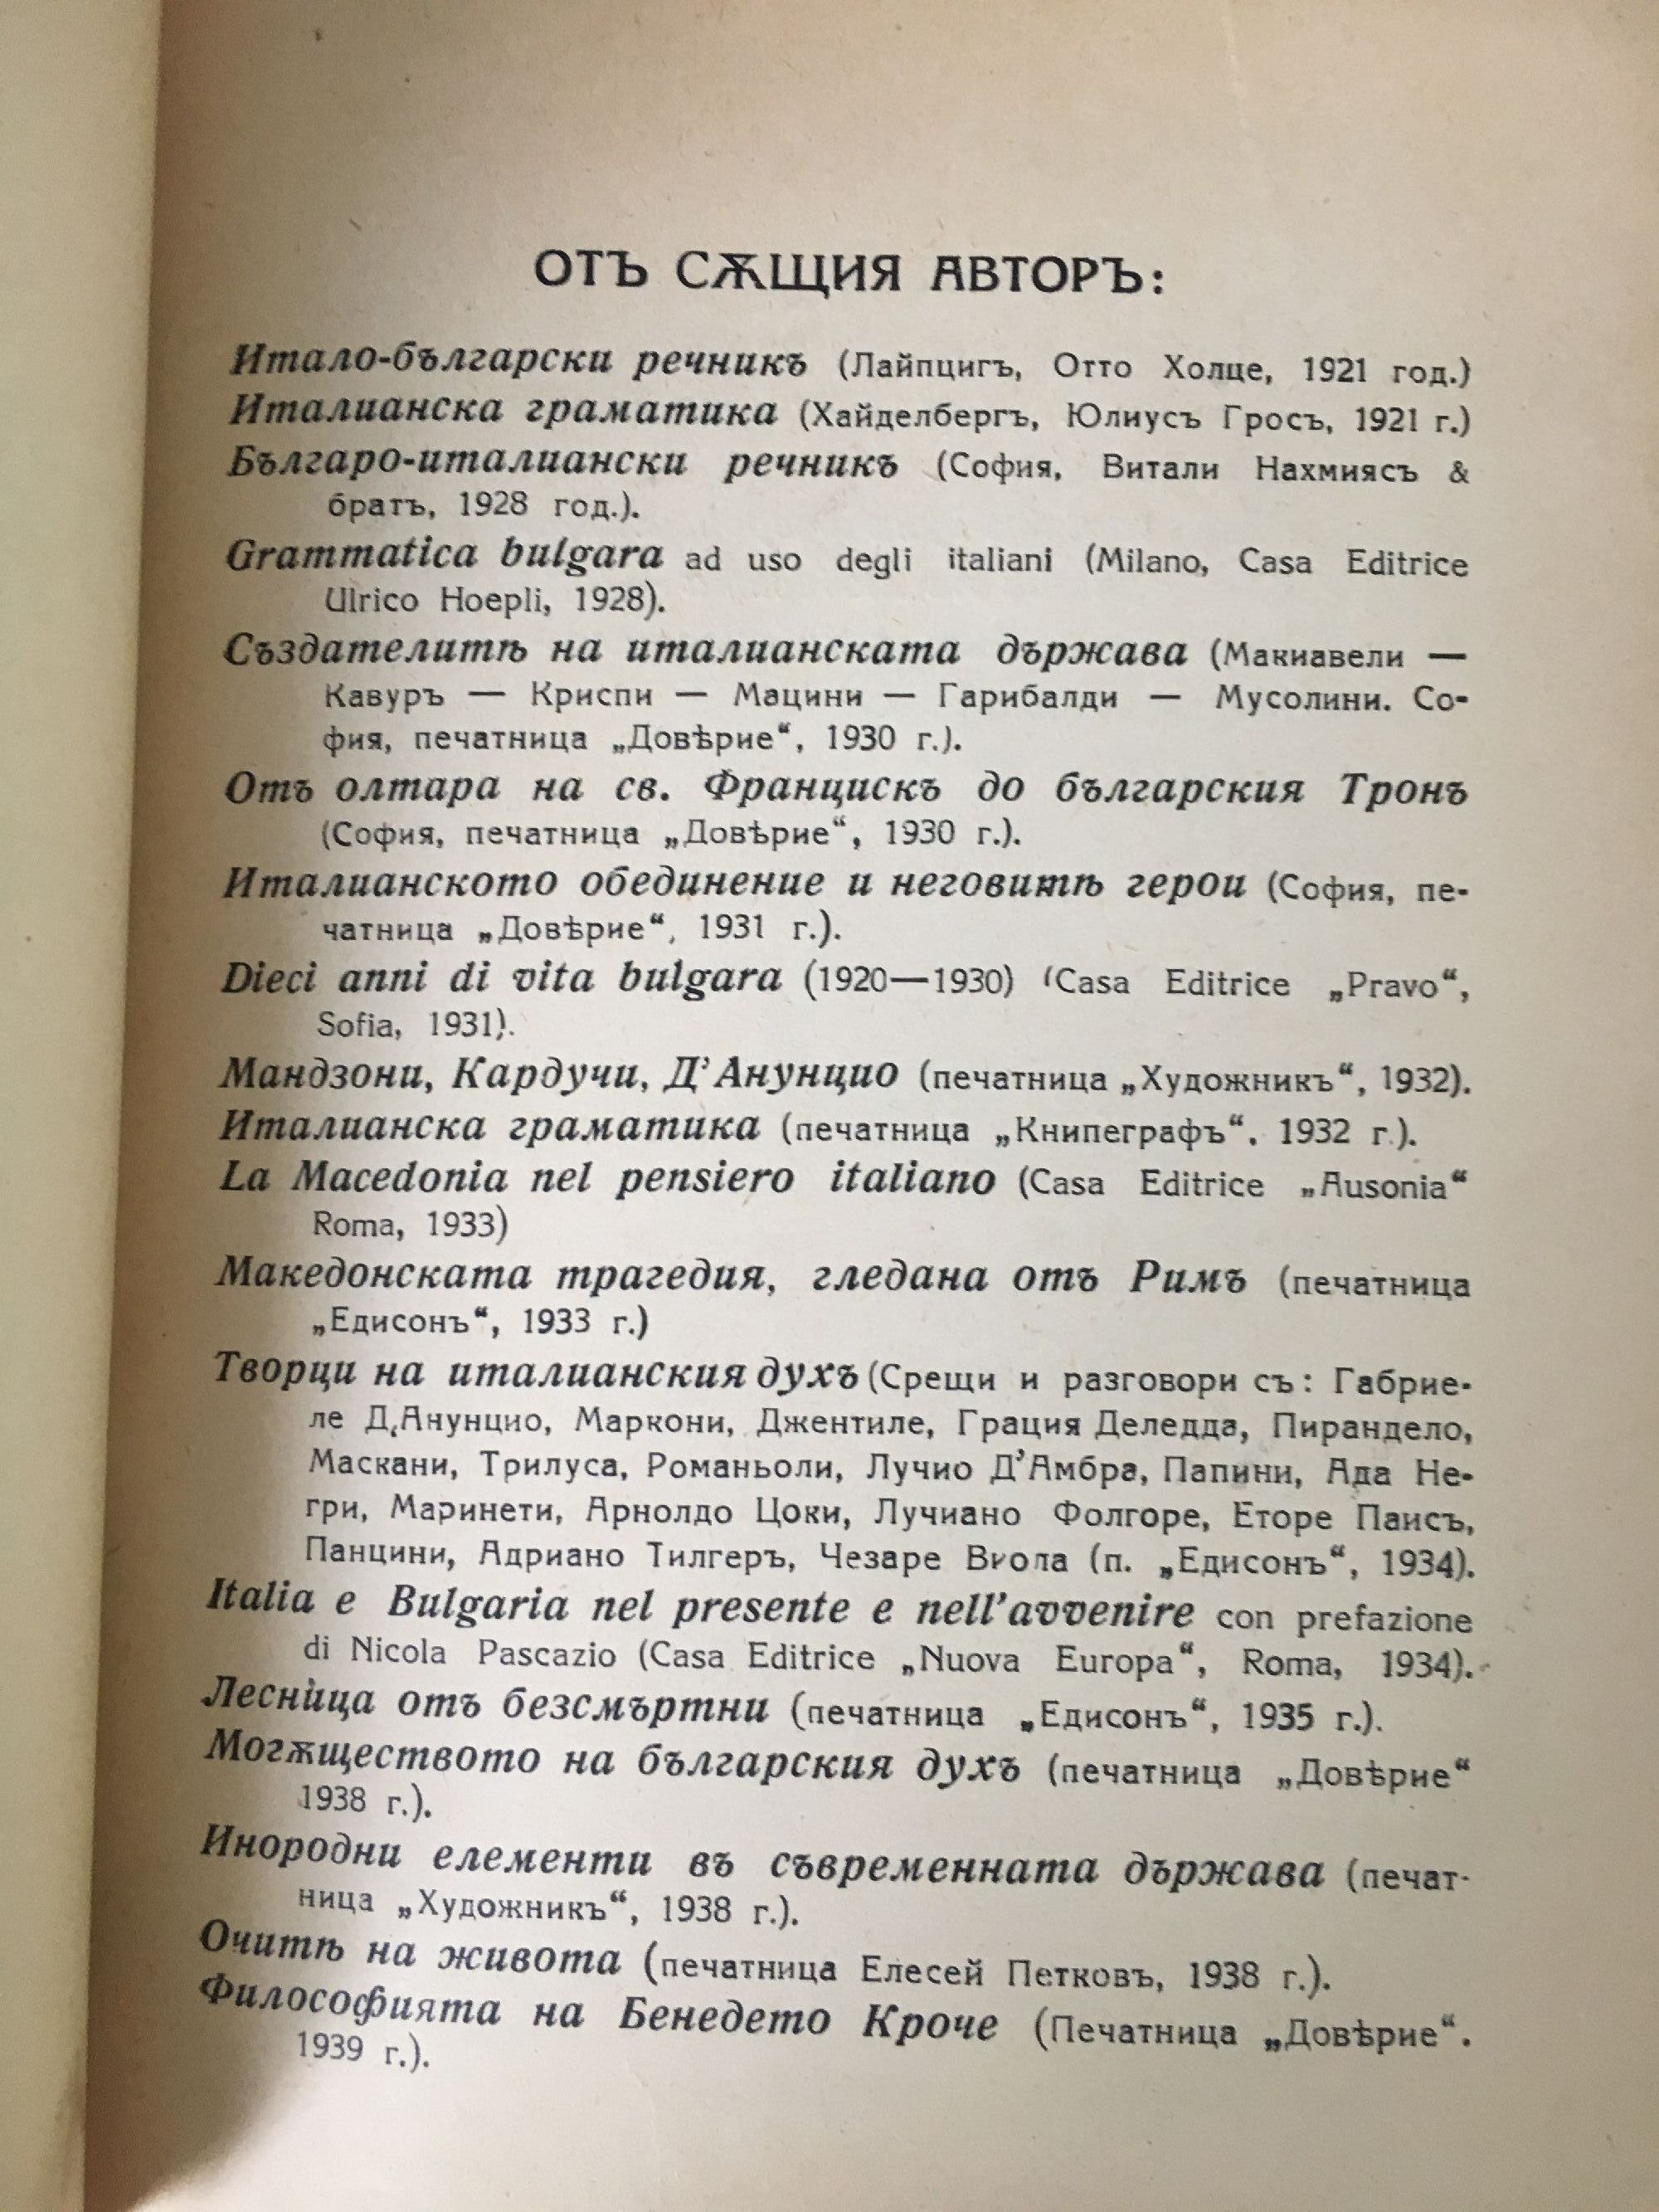 ОТЪ СѪЩИЯ АВТОРЪ:
Итало-български речникъ (Лайпцигъ, Отто Холце, 1921 год.)
Италианска граматика (Хайделбергъ, Юлиусъ Гросъ, 1921 г.)
Българо-италиански речникъ (София, Витали Нахмиясъ &
братъ, 1928 год.).
Grammatica bulgara ad uso degli italiani (Milano, Casa Editrice
Ulrico Hoepli, 1928).
Създателитѣ на италианската държава (Макиавели —
Кавуръ — Криспи — Мацини — Гарибалди — Мусолини. Со-
фия, печатница „Довѣрие“, 1930 г.).
Отъ олтара на св. Францискъ до българския Тронъ
(София, печатница „Довѣрие“, 1930 г.).
Италианското обединение и неговитѣ герои (София, пе-
чатница „Довѣрие“, 1931 г.).
Dieci anni di vita bulgara (1920—1930) (Casa Editrice „Pravo“,
Sofia, 1931).
Мандзони, Кардучи, Д’Анунцио (печатница „Художникъ“, 1932).
Италианска граматика (печатница „Книпеграфъ“. 1932 г.).
La Macedonia nel pensiero italiano (Casa Editrice „Ausonia“
Roma, 1933)
Македонската трагедия, гледана отъ Римъ (печатница
„Едисонъ“, 1933 г.)
Творци на италианския духъ (Срещи и разговори съ: Габрие-
ле Д‚Анунцио, Маркони, Джентиле, Грация Деледда, Пирандело,
Маскани, Трилуса, Романьоли, Лучио Д’Амбра, Папини, Ада Не-
гри, Маринети, Арнолдо Цоки, Лучиано Фолгоре, Еторе Паисъ,
Панцини, Адриано Тилгеръ, Чезаре Виола (п. „Едисонъ“, 1934).
Italia e Bulgaria nel presente e nell’avvenire con prefazione
di Nicola Pascazio (Casa Editrice „Nuova Europa“, Roma, 1934).
Лесница отъ безсмъртни (печатница „Едисонъ“, 1935 г.).
Могѫществото на българския духъ (печатница „Довѣрие“
1938 г.).
Инородни елементи въ съвременната държава (печат-
ница „Художникъ“, 1938 г.).
Очитѣ на живота (печатница Елесей Петковъ, 1938 г.).
Философията на Бенедето Кроче (Печатница „Довѣрие“.
1939 г.).